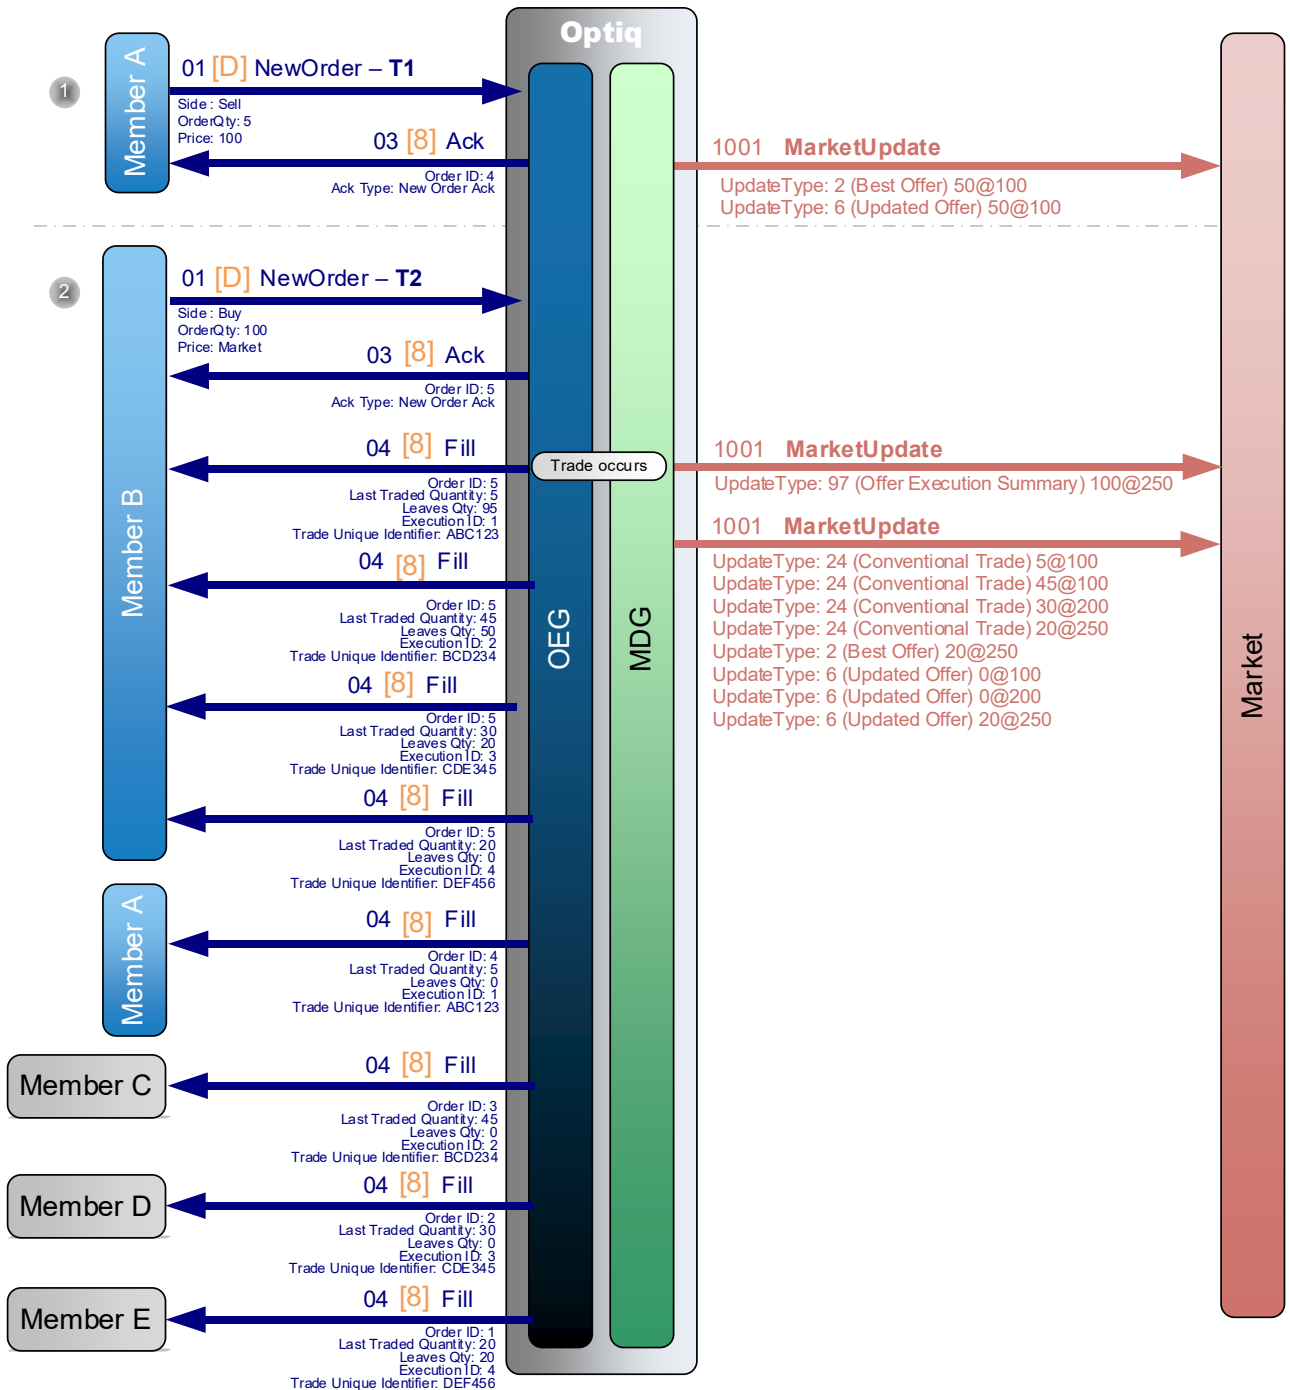 Optiq
Member A
1
01 [D] NewOrder – T1
Side : Sell
OrderQty: 5
Price: 100
03 [8] Ack
Order ID: 4
Ack Type: New Order Ack
1001 MarketUpdate
UpdateType: 2 (Best Offer) 50@100
UpdateType: 6 (Updated Offer) 50@100
2
Member B
01 [D] NewOrder – T2
Side : Buy
OrderQty: 100
Price: Market
03 [8] Ack
Order ID: 5
Ack Type: New Order Ack
04 [8] Fill
Order ID: 5
Last Traded Quantity: 5
Leaves Qty: 95
Execution ID: 1
Trade Unique Identifier: ABC123
Trade occurs
1001 MarketUpdate
UpdateType: 97 (Offer Execution Summary) 100@250
1001 MarketUpdate
UpdateType: 24 (Conventional Trade) 5@100
UpdateType: 24 (Conventional Trade) 45@100
UpdateType: 24 (Conventional Trade) 30@200
UpdateType: 24 (Conventional Trade) 20@250
UpdateType: 2 (Best Offer) 20@250
UpdateType: 6 (Updated Offer) 0@100
UpdateType: 6 (Updated Offer) 0@200
UpdateType: 6 (Updated Offer) 20@250
OEG
MDG
Market
04 [8] Fill
Order ID: 5
Last Traded Quantity: 45
Leaves Qty: 50
Execution ID: 2
Trade Unique Identifier: BCD234
04 [8] Fill
Order ID: 5
Last Traded Quantity: 30
Leaves Qty: 20
Execution ID: 3
Trade Unique Identifier: CDE345
04 [8] Fill
Order ID: 5
Last Traded Quantity: 20
Leaves Qty: 0
Execution ID: 4
Trade Unique Identifier: DEF456
Member A
04 [8] Fill
Order ID: 4
Last Traded Quantity: 5
Leaves Qty: 0
Execution ID: 1
Trade Unique Identifier: ABC123
Member C
04 [8] Fill
Order ID: 3
Last Traded Quantity: 45
Leaves Qty: 0
Execution ID: 2
Trade Unique Identifier: BCD234
Member D
04 [8] Fill
Order ID: 2
Last Traded Quantity: 30
Leaves Qty: 0
Execution ID: 3
Trade Unique Identifier: CDE345
Member E
04 [8] Fill
Order ID: 1
Last Traded Quantity: 20
Leaves Qty: 20
Execution ID: 4
Trade Unique Identifier: DEF456